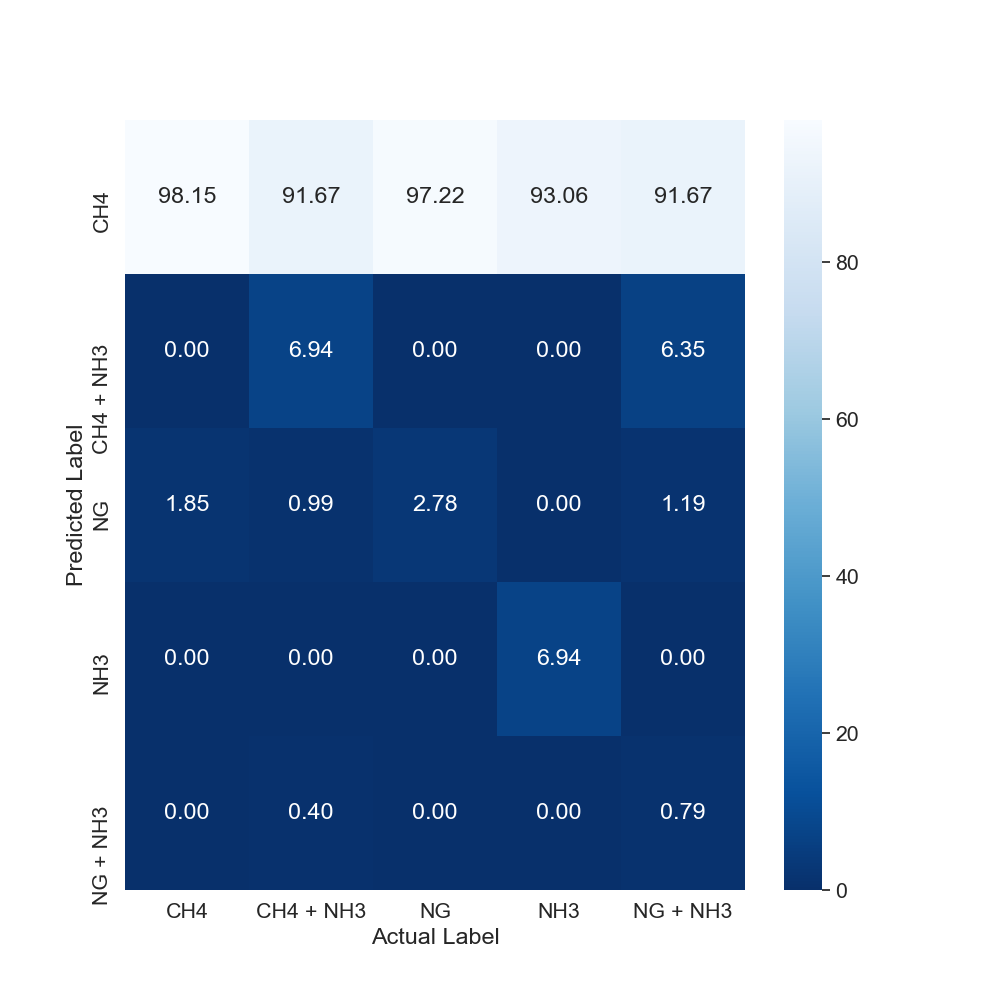 Predicted Label
CH4
98.15 91.67 97.22 93.06 91.67
CH4 + NH3
0.00 6.94 0.00 0.00 6.35
NG
1.85 0.99 2.78 0.00 1.19
NH3
0.00 0.00 0.00 6.94 0.00
NG + NH3
0.00 0.40 0.00 0.00 0.79
CH4 CH4 + NH3 NG NH3 NG + NH3
Actual Label
80
60
40
20
0